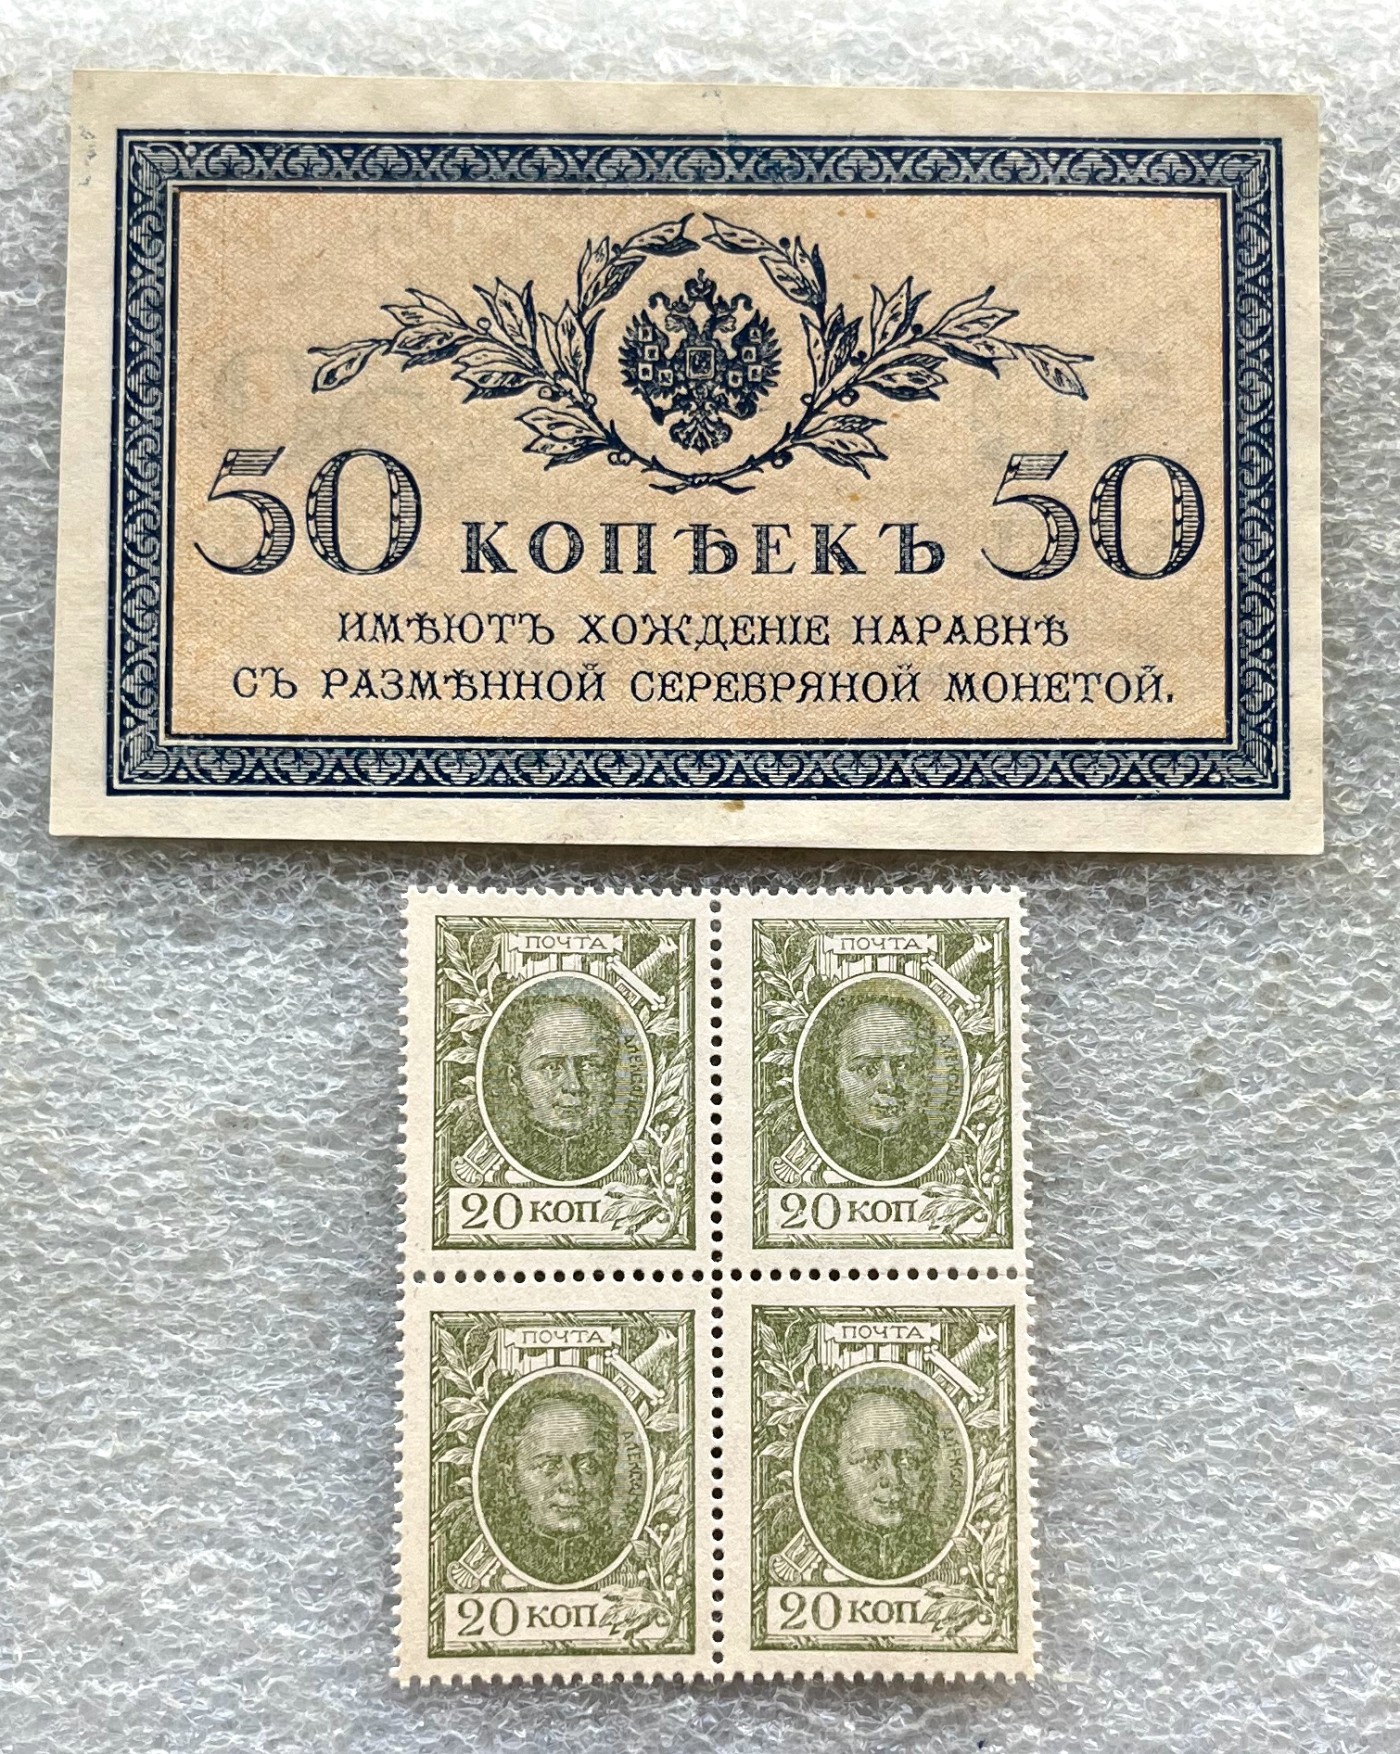 50 КОПѢЕКЪ 50
ИМѢЮТЪ ХОЖДЕНІЕ НАРАВНѢ
СЪ РАЗМѢННОЙ СЕРЕБРЯНОЙ МОНЕТОЙ.
ПОЧТА
20 КОП
ПОЧТА
20 КОП
ПОЧТА
20 КОП
ПОЧТА
20 КОП